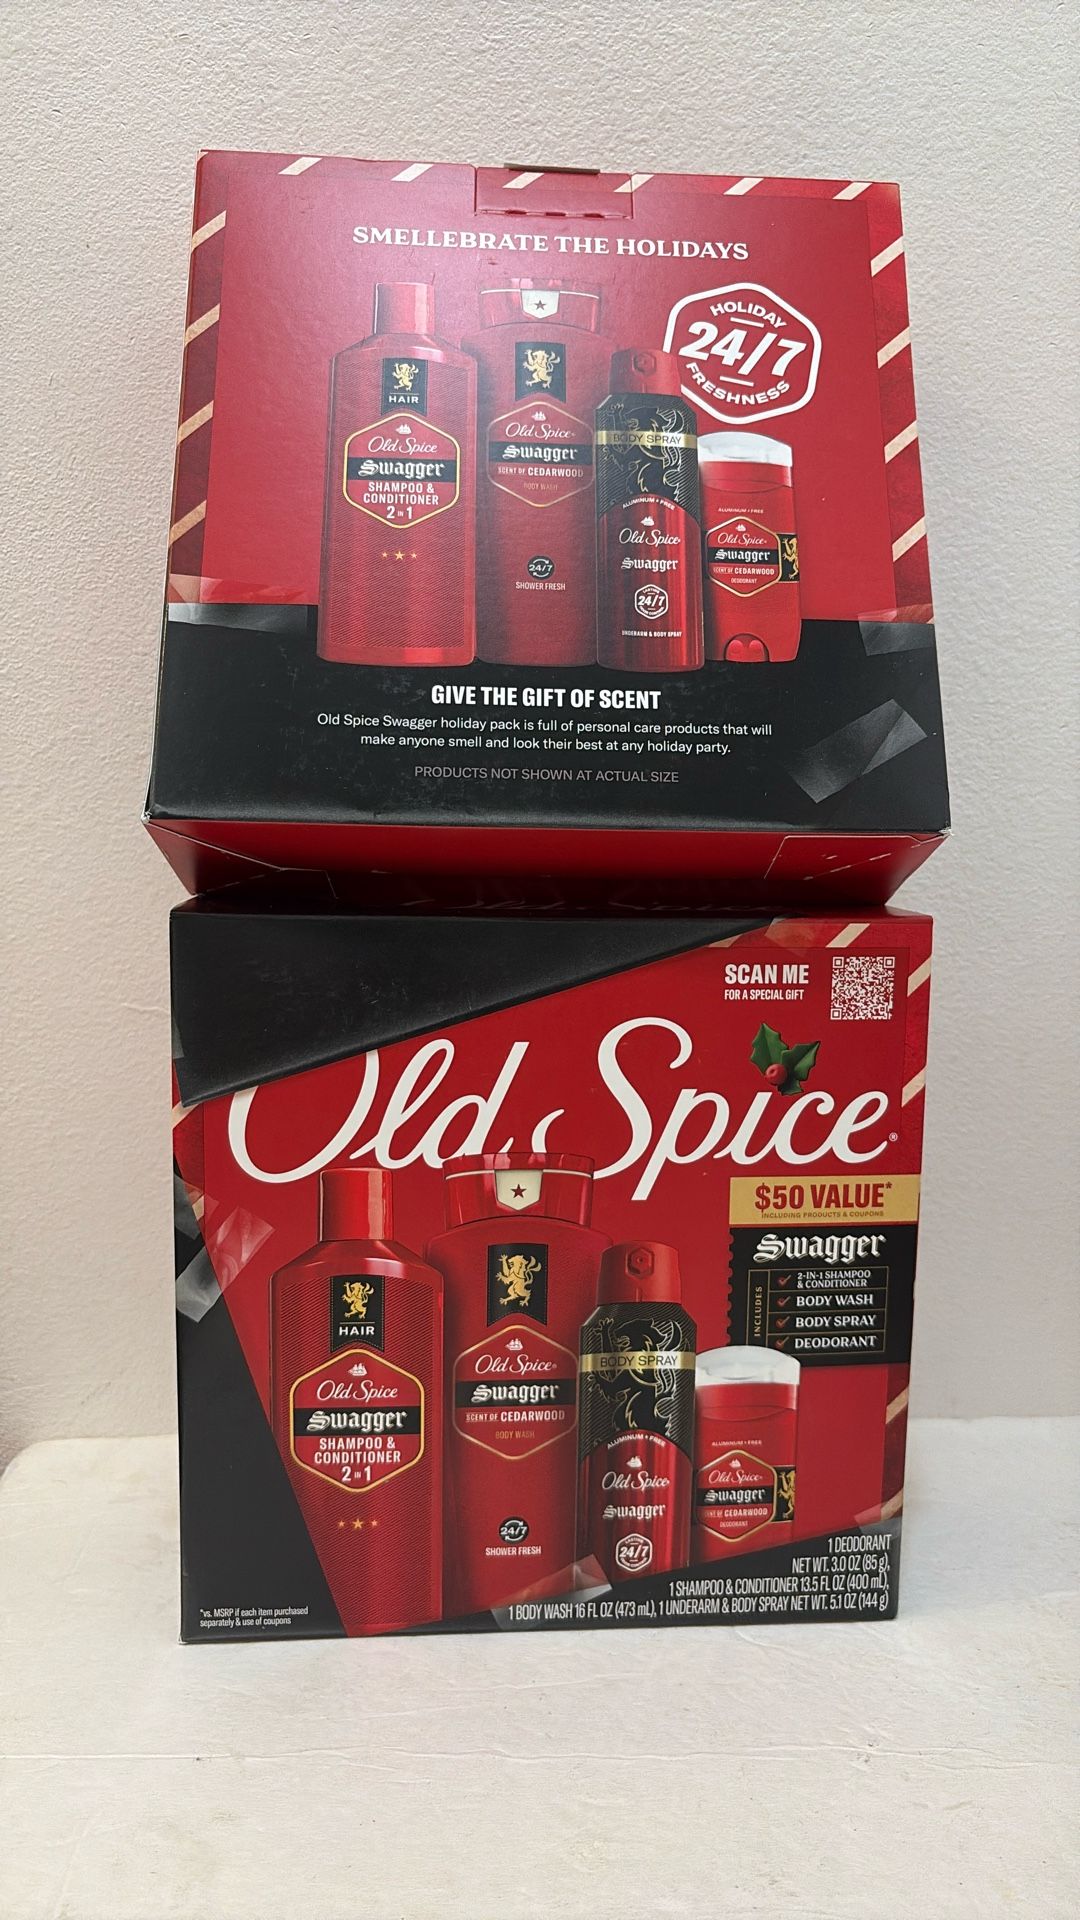 SMELLEBRATE THE HOLIDAYS
HOLIDAY
24/7
FRESHNESS
HAIR
Old Spice
Swagger
SHAMPOO &
CONDITIONER
2 IN 1
Old Spice
Swagger
SCENT OF CEDARWOOD
BODY WASH
24/7
SHOWER FRESH
BODY SPRAY
ALUMINUM • FREE
Old Spice
Swagger
24/7
UNDERARM & BODY SPRAY
ALUMINUM • FREE
Old Spice
Swagger
SCENT OF CEDARWOOD
DEODORANT
GIVE THE GIFT OF SCENT
Old Spice Swagger holiday pack is full of personal care products that will
make anyone smell and look their best at any holiday party.
PRODUCTS NOT SHOWN AT ACTUAL SIZE
SCAN ME
FOR A SPECIAL GIFT
Old Spice®
$50 VALUE*
INCLUDING PRODUCTS & COUPONS
Swagger
INCLUDES
2-IN-1 SHAMPOO
& CONDITIONER
BODY WASH
BODY SPRAY
DEODORANT
HAIR
Old Spice
Swagger
SHAMPOO &
CONDITIONER
2 IN 1
Old Spice®
Swagger
SCENT OF CEDARWOOD
BODY WASH
24/7
SHOWER FRESH
BODY SPRAY
ALUMINUM • FREE
Old Spice
Swagger
24/7
ALUMINUM • FREE
Old Spice
Swagger
SCENT OF CEDARWOOD
DEODORANT
1 DEODORANT
NET WT. 3.0 OZ (85 g),
1 SHAMPOO & CONDITIONER 13.5 FL OZ (400 mL),
1 BODY WASH 16 FL OZ (473 mL), 1 UNDERARM & BODY SPRAY NET WT. 5.1 OZ (144 g)
*vs. MSRP if each item purchased
separately & use of coupons